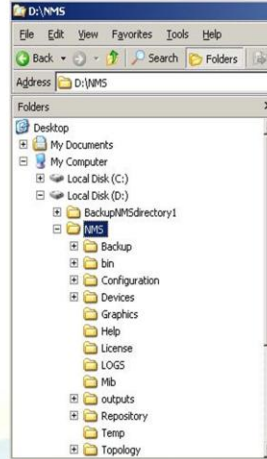 D:\NMS
File Edit View Favorites Tools Help
Back Search Folders
Address D:\NMS
Folders
Desktop
My Documents
My Computer
Local Disk (C:)
Local Disk (D:)
BackupNMSdirectory1
NMS
Backup
bin
Configuration
Devices
Graphics
Help
License
LOGS
Mib
outputs
Repository
Temp
Topology